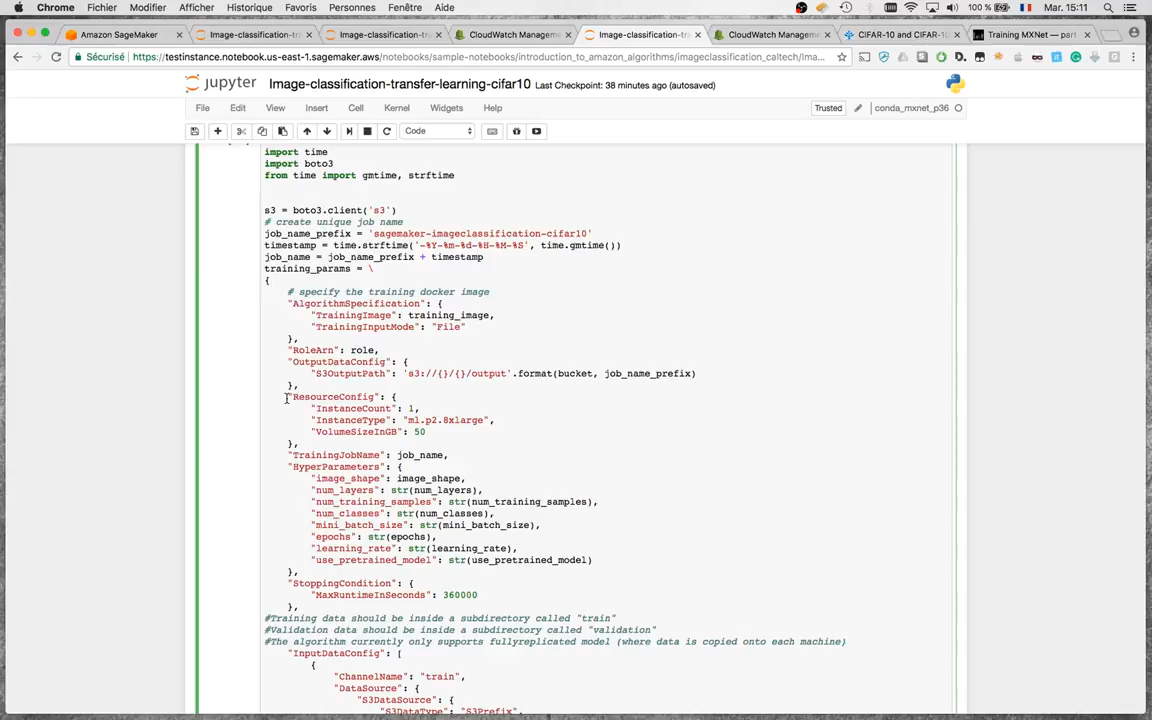 Chrome Fichier Modifier Afficher Historique Favoris Personnes Fenêtre Aide 100 % Mar. 15:11
Amazon SageMaker Image-classification-tr Image-classification-tr CloudWatch Managem Image-classification-tr CloudWatch Managem CIFAR-10 and CIFAR-10 Training MXNet — part
Sécurisé https://testinstance.notebook.us-east-1.sagemaker.aws/notebooks/sample-notebooks/introduction_to_amazon_algorithms/imageclassification_caltech/Ima...
jupyter Image-classification-transfer-learning-cifar10 Last Checkpoint: 38 minutes ago (autosaved)
File Edit View Insert Cell Kernel Widgets Help Trusted conda_mxnet_p36
Code
import time
import boto3
from time import gmtime, strftime
s3 = boto3.client('s3')
# create unique job name
job_name_prefix = 'sagemaker-imageclassification-cifar10'
timestamp = time.strftime('-%Y-%m-%d-%H-%M-%S', time.gmtime())
job_name = job_name_prefix + timestamp
training_params = \
{
# specify the training docker image
"AlgorithmSpecification": {
"TrainingImage": training_image,
"TrainingInputMode": "File"
},
"RoleArn": role,
"OutputDataConfig": {
"S3OutputPath": 's3://{}/{}/output'.format(bucket, job_name_prefix)
},
"ResourceConfig": {
"InstanceCount": 1,
"InstanceType": "ml.p2.8xlarge",
"VolumeSizeInGB": 50
},
"TrainingJobName": job_name,
"HyperParameters": {
"image_shape": image_shape,
"num_layers": str(num_layers),
"num_training_samples": str(num_training_samples),
"num_classes": str(num_classes),
"mini_batch_size": str(mini_batch_size),
"epochs": str(epochs),
"learning_rate": str(learning_rate),
"use_pretrained_model": str(use_pretrained_model)
},
"StoppingCondition": {
"MaxRuntimeInSeconds": 360000
},
#Training data should be inside a subdirectory called "train"
#Validation data should be inside a subdirectory called "validation"
#The algorithm currently only supports fullyreplicated model (where data is copied onto each machine)
"InputDataConfig": [
{
"ChannelName": "train",
"DataSource": {
"S3DataSource": {
"S3DataType": "S3Prefix",